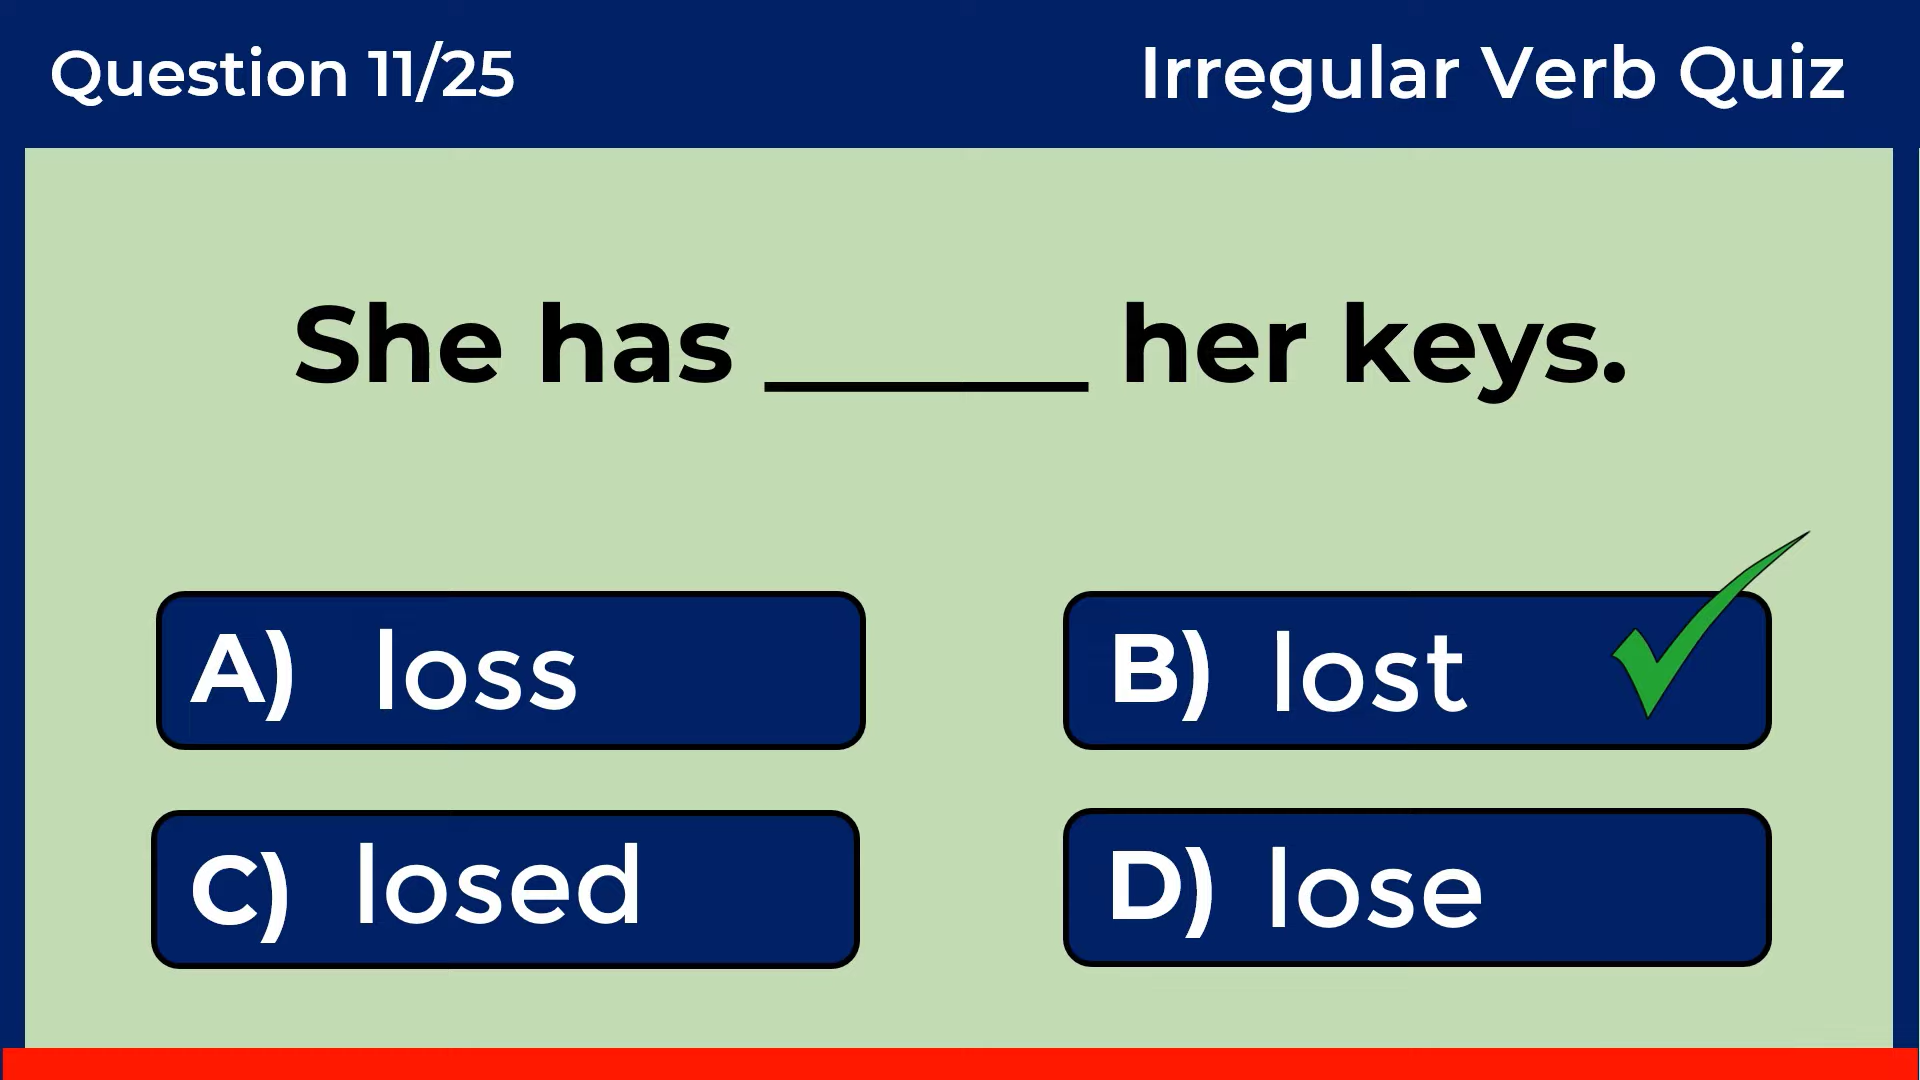 Question 11/25
Irregular Verb Quiz
She has ______ her keys.
A) loss
B) lost
C) losed
D) lose